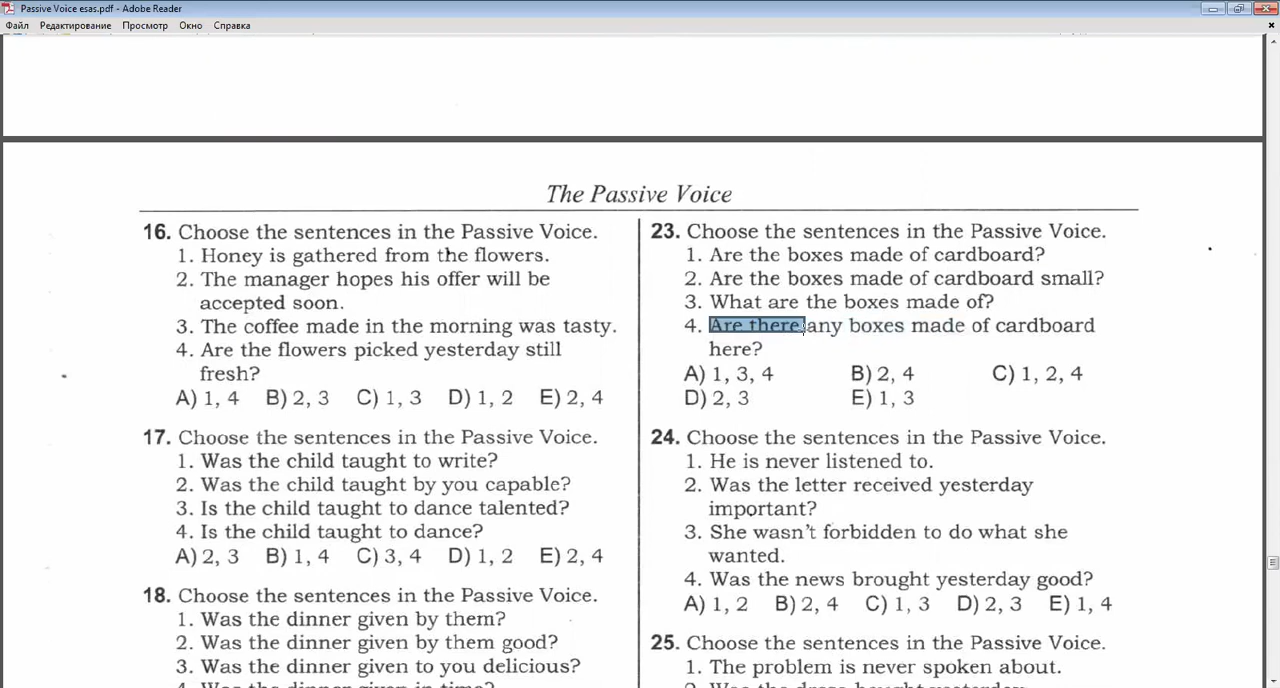 Passive Voice esas.pdf - Adobe Reader
Файл Редактирование Просмотр Окно Справка
The Passive Voice
16. Choose the sentences in the Passive Voice.
1. Honey is gathered from the flowers.
2. The manager hopes his offer will be
accepted soon.
3. The coffee made in the morning was tasty.
4. Are the flowers picked yesterday still
fresh?
A) 1, 4 B) 2, 3 C) 1, 3 D) 1, 2 E) 2, 4
17. Choose the sentences in the Passive Voice.
1. Was the child taught to write?
2. Was the child taught by you capable?
3. Is the child taught to dance talented?
4. Is the child taught to dance?
A) 2, 3 B) 1, 4 C) 3, 4 D) 1, 2 E) 2, 4
18. Choose the sentences in the Passive Voice.
1. Was the dinner given by them?
2. Was the dinner given by them good?
3. Was the dinner given to you delicious?
4. Was the dinner given in time?
23. Choose the sentences in the Passive Voice.
1. Are the boxes made of cardboard?
2. Are the boxes made of cardboard small?
3. What are the boxes made of?
4. Are there any boxes made of cardboard
here?
A) 1, 3, 4 B) 2, 4 C) 1, 2, 4
D) 2, 3 E) 1, 3
24. Choose the sentences in the Passive Voice.
1. He is never listened to.
2. Was the letter received yesterday
important?
3. She wasn't forbidden to do what she
wanted.
4. Was the news brought yesterday good?
A) 1, 2 B) 2, 4 C) 1, 3 D) 2, 3 E) 1, 4
25. Choose the sentences in the Passive Voice.
1. The problem is never spoken about.
2. Was the dress bought yesterday